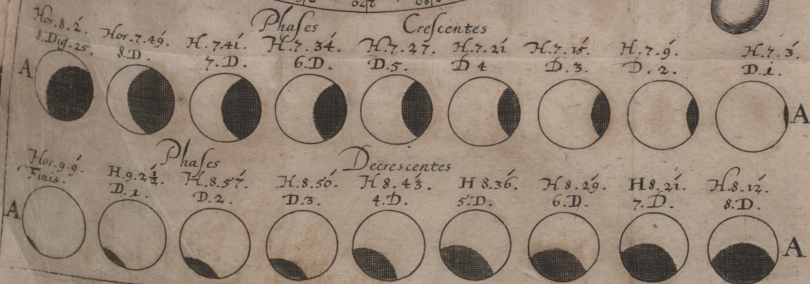 Phases Crescentes
Hor. 8. 2'. Hor. 7. 49'. H. 7. 41'. H. 7. 34'. H. 7. 27'. H. 7. 21' H. 7. 15'. H. 7. 9'. H. 7. 3'.
8. Dig. 25. 8. D. 7. D. 6. D. D. 5. D 4 D. 3. D. 2. D. 1.
A A
Phases Decrescentes
Hor. 9. 9'. H. 9. 2'. H. 8. 57'. H. 8. 50'. H 8. 43'. H 8. 36'. H 8. 29'. H 8. 21'. H. 8. 12'.
Finis. D. 1. D. 2. D. 3. 4. D. 5. D. 6. D. 7. D. 8. D.
A A